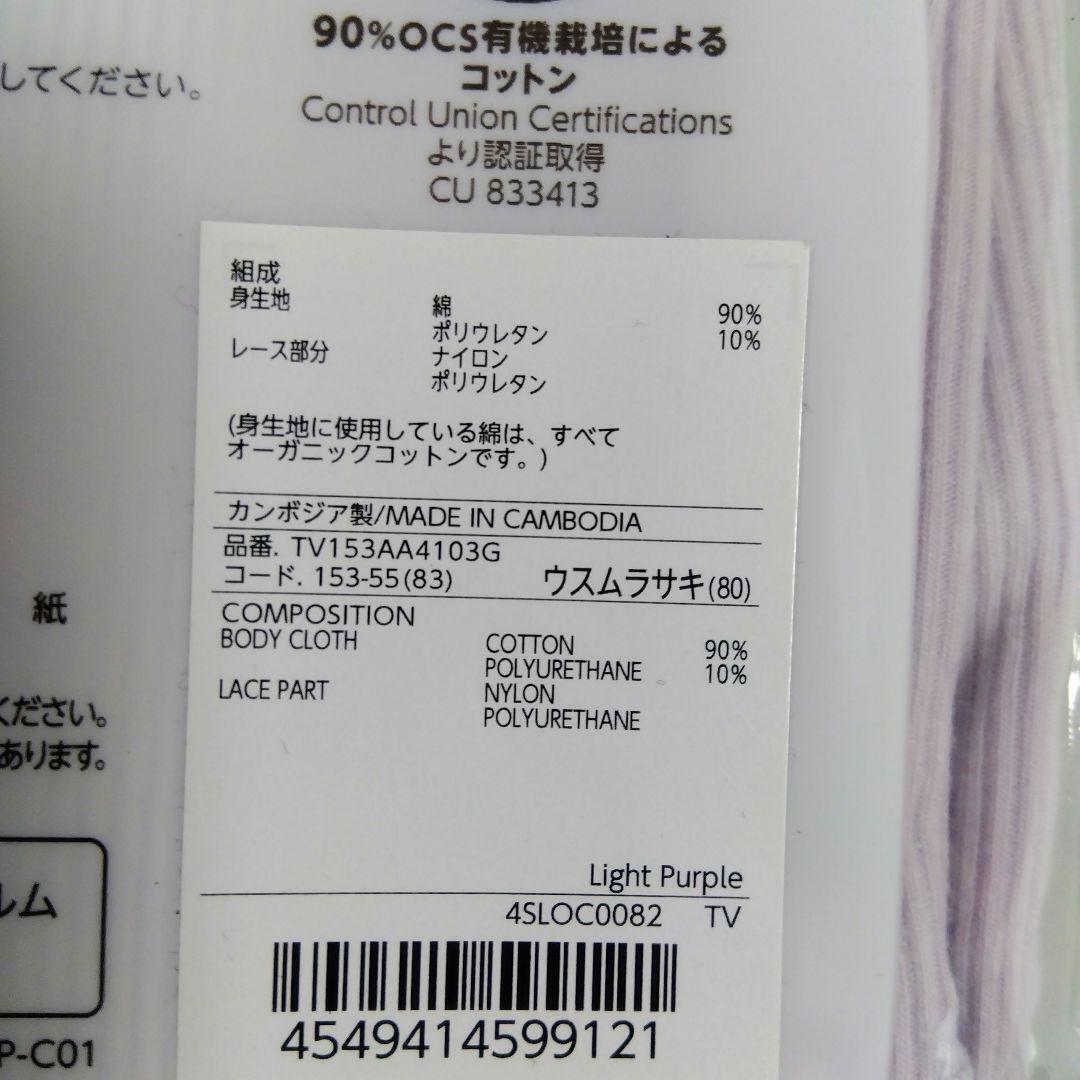 90%OCS有機栽培による
コットン
してください。
Control Union Certifications
より認証取得
CU 833413
組成
身生地 綿 90%
ポリウレタン 10%
レース部分 ナイロン
ポリウレタン
(身生地に使用している綿は、すべて
オーガニックコットンです。)
カンボジア製/MADE IN CAMBODIA
品番. TV153AA4103G
コード. 153-55(83) ウスムラサキ(80)
COMPOSITION
BODY CLOTH COTTON 90%
POLYURETHANE 10%
LACE PART NYLON
POLYURETHANE
Light Purple
4SLOC0082 TV
4549414599121
紙
ください。
あります。
ルム
P-C01